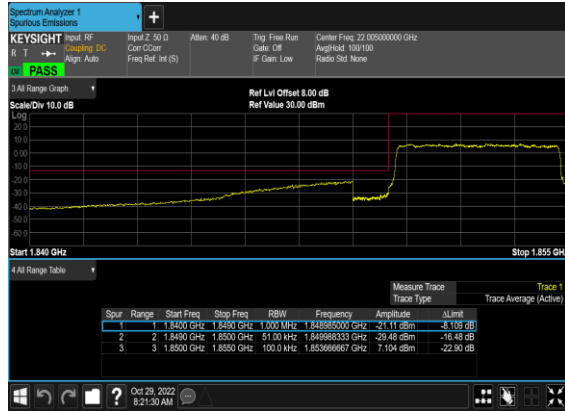 Spectrum Analyzer 1
Spurious Emissions
KEYSIGHT Input: RF Input Z: 50 Ω Atten: 40 dB Trig: Free Run Center Freq: 22.005000000 GHz
R T Coupling: DC Corr CCorr Gate: Off Avg|Hold: 100/100
Align: Auto Freq Ref: Int (S) IF Gain: Low Radio Std: None
LV PASS
3 All Range Graph Ref Lvl Offset 8.00 dB
Scale/Div 10.0 dB Ref Value 30.00 dBm
Log
20.0
10.0
0.00
-10.0
-20.0
-30.0
-40.0
-50.0
-60.0
Start 1.840 GHz Stop 1.855 GHz
4 All Range Table
Measure Trace Trace 1
Trace Type Trace Average (Active)
Spur Range Start Freq Stop Freq RBW Frequency Amplitude ΔLimit
1 1 1.8400 GHz 1.8490 GHz 1.000 MHz 1.848985000 GHz -21.11 dBm -8.109 dB
2 2 1.8490 GHz 1.8500 GHz 51.00 kHz 1.849988333 GHz -29.48 dBm -16.48 dB
3 3 1.8500 GHz 1.8550 GHz 100.0 kHz 1.853666667 GHz 7.104 dBm -22.90 dB
Oct 29, 2022
8:21:30 AM